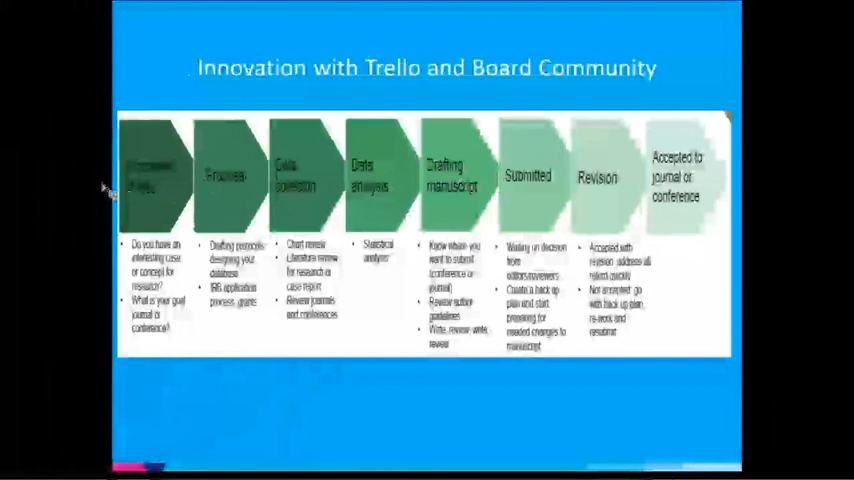 Innovation with Trello and Board Community
Proposal
Data
collection
Data
analysis
Drafting
manuscript
Submitted
Revision
Accepted to
journal or
conference
• Do you have an
interesting case
or concept for
research?
• What is your goal
journal or
conference?
• Drafting protocols
designing your
database
• IRB application
process, grants
• Chart review
• Literature review
for research or
case report
• Review journals
and conferences
• Statistical
analysis
• Know where you
want to submit
(conference or
journal)
• Review author
guidelines
• Write, review, write,
review
• Waiting on decision
from
editors/reviewers
• Create a back up
plan and start
preparing for
needed changes to
manuscript
• Accepted with
revision, address all
quickly
• Not accepted, go
with back up plan,
re-work and
resubmit